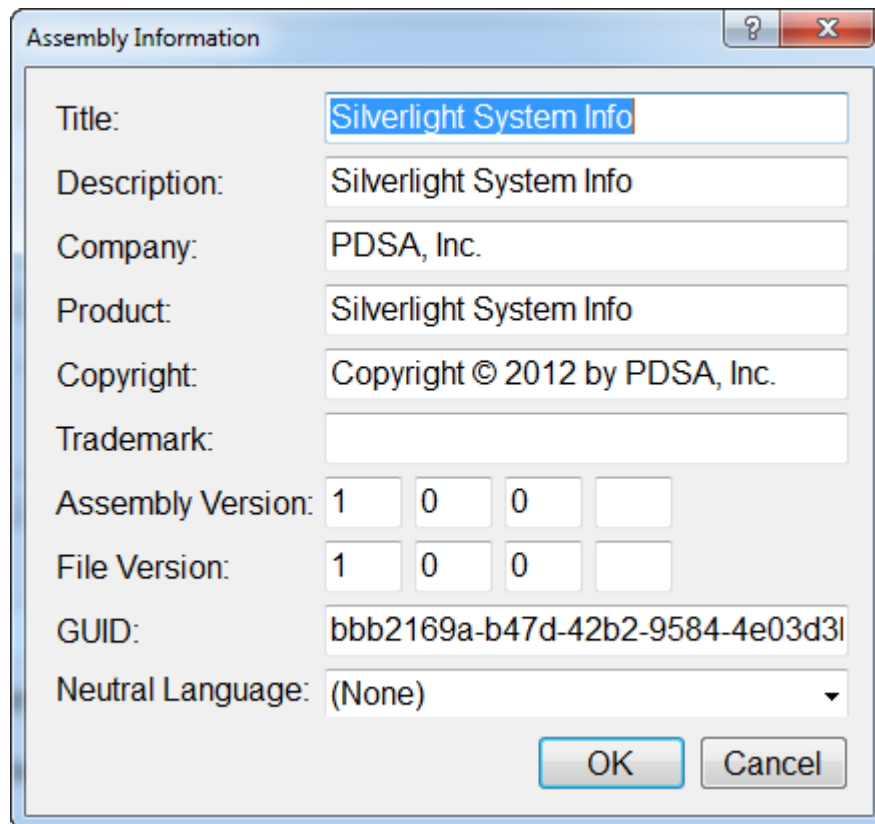 Assembly Information
Title: Silverlight System Info
Description: Silverlight System Info
Company: PDSA, Inc.
Product: Silverlight System Info
Copyright: Copyright © 2012 by PDSA, Inc.
Trademark:
Assembly Version: 1 0 0
File Version: 1 0 0
GUID: bbb2169a-b47d-42b2-9584-4e03d3
Neutral Language: (None)
OK Cancel